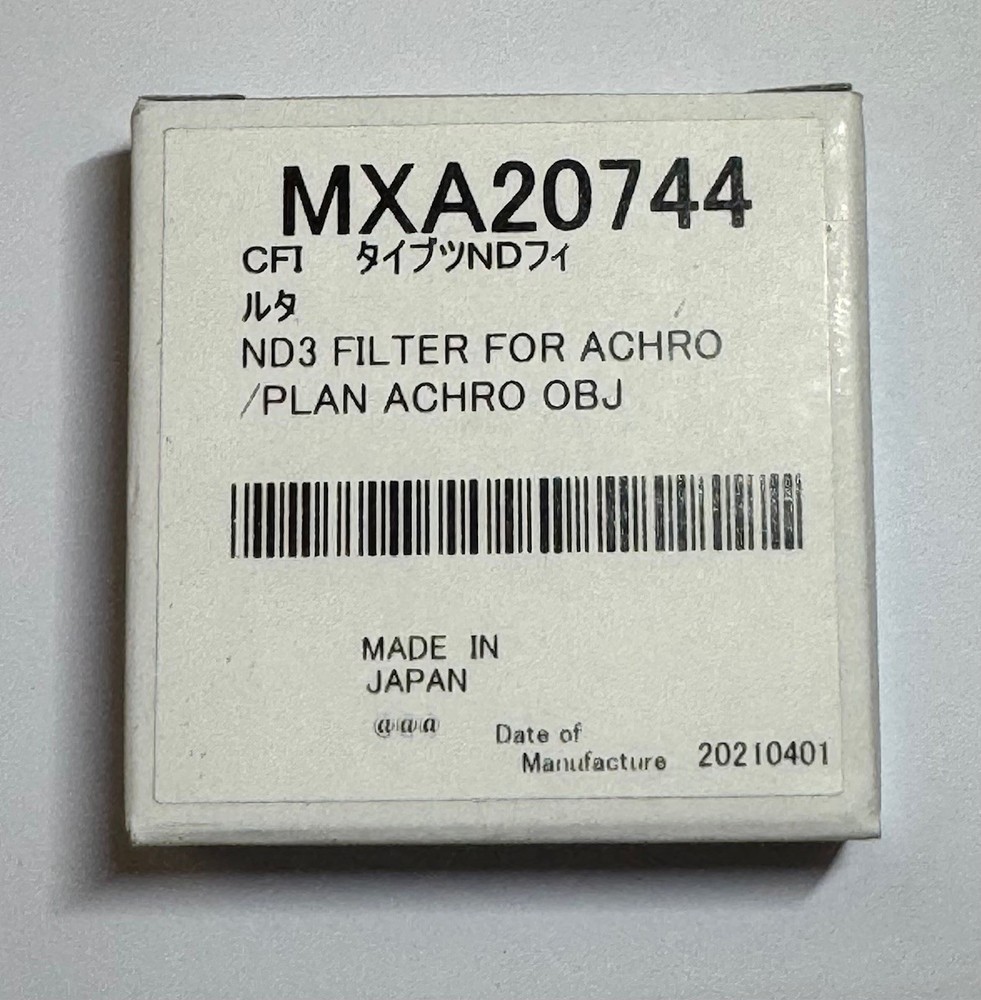 MXA20744
CFI タイブツNDフィ
ルタ
ND3 FILTER FOR ACHRO
/PLAN ACHRO OBJ
MADE IN
JAPAN
@@@
Date of
Manufacture 20210401